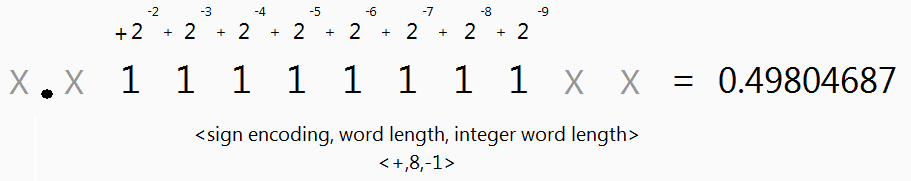 +2⁻² + 2⁻³ + 2⁻⁴ + 2⁻⁵ + 2⁻⁶ + 2⁻⁷ + 2⁻⁸ + 2⁻⁹
X . X 1 1 1 1 1 1 1 1 X X = 0.49804687
<sign encoding, word length, integer word length>
<+,8,-1>